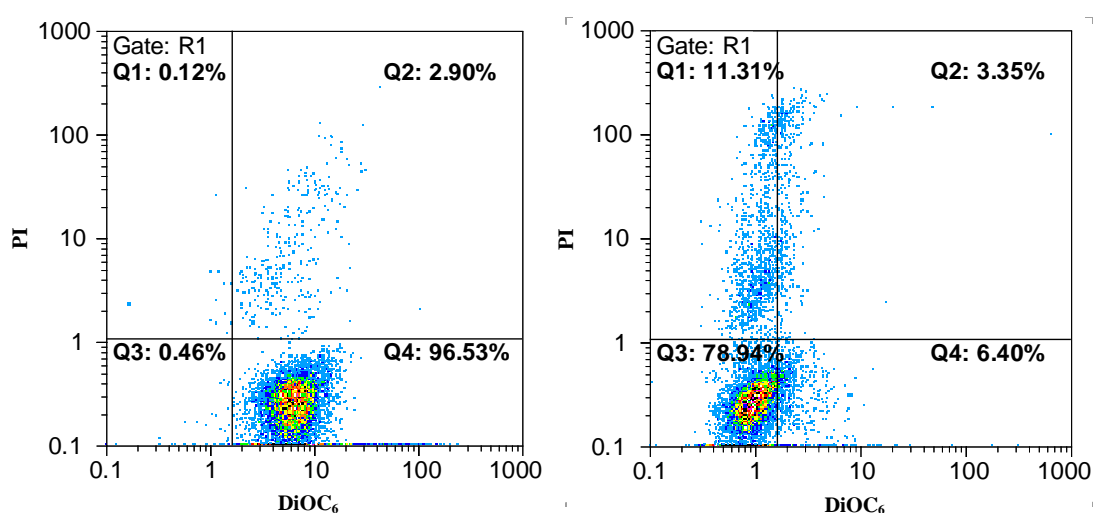 1000
Gate: R1
Q1: 0.12%
Q2: 2.90%
100
10
PI
1
Q3: 0.46%
Q4: 96.53%
0.1
0.1
1
10
100
1000
DiOC₆
1000
Gate: R1
Q1: 11.31%
Q2: 3.35%
100
10
PI
1
Q3: 78.94%
Q4: 6.40%
0.1
0.1
1
10
100
1000
DiOC₆